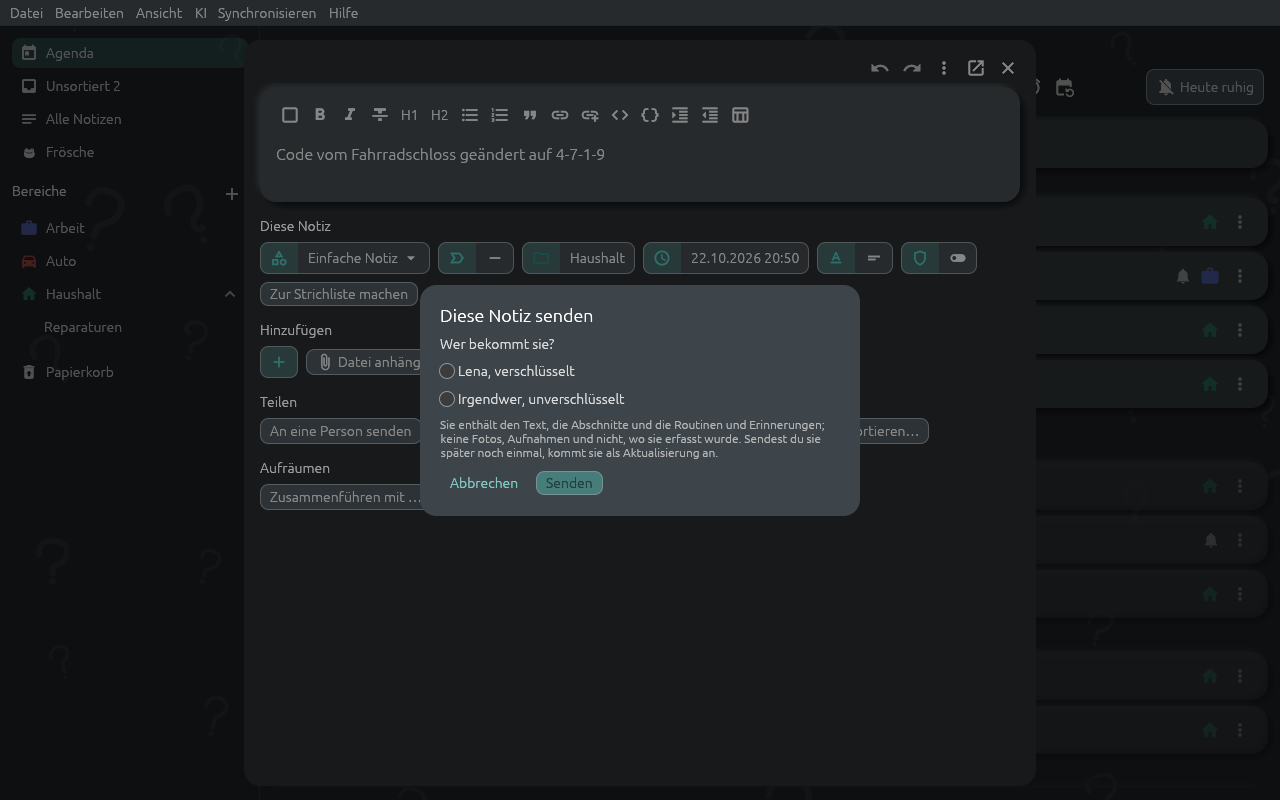 Datei Bearbeiten Ansicht KI Synchronisieren Hilfe
Agenda
Unsortiert 2
Alle Notizen
Frösche
Bereiche
Arbeit
Auto
Haushalt
Reparaturen
Papierkorb
Heute ruhig
H1 H2
Code vom Fahrradschloss geändert auf 4-7-1-9
Diese Notiz
Einfache Notiz
Haushalt
22.10.2026 20:50
Zur Strichliste machen
Hinzufügen
Datei anhäng
Teilen
An eine Person senden
ortieren…
Aufräumen
Zusammenführen mit …
Diese Notiz senden
Wer bekommt sie?
Lena, verschlüsselt
Irgendwer, unverschlüsselt
Sie enthält den Text, die Abschnitte und die Routinen und Erinnerungen;
keine Fotos, Aufnahmen und nicht, wo sie erfasst wurde. Sendest du sie
später noch einmal, kommt sie als Aktualisierung an.
Abbrechen
Senden